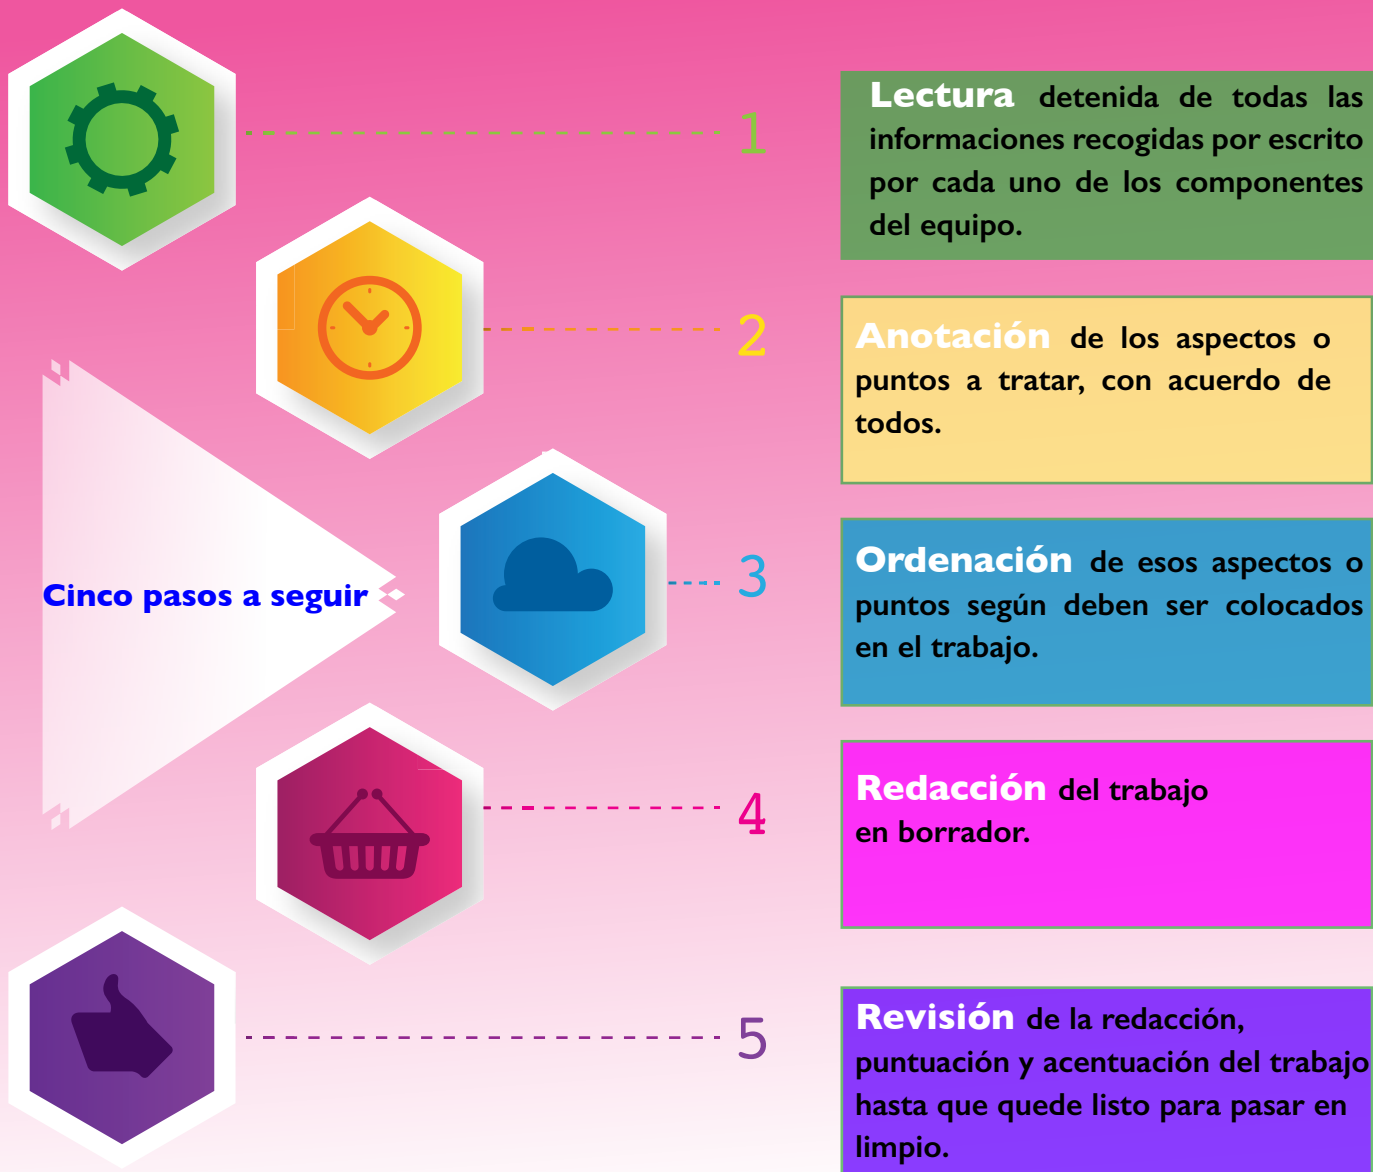 1
Lectura detenida de todas las
informaciones recogidas por escrito
por cada uno de los componentes
del equipo.
2
Anotación de los aspectos o
puntos a tratar, con acuerdo de
todos.
Cinco pasos a seguir
3
Ordenación de esos aspectos o
puntos según deben ser colocados
en el trabajo.
4
Redacción del trabajo
en borrador.
5
Revisión de la redacción,
puntuación y acentuación del trabajo
hasta que quede listo para pasar en
limpio.